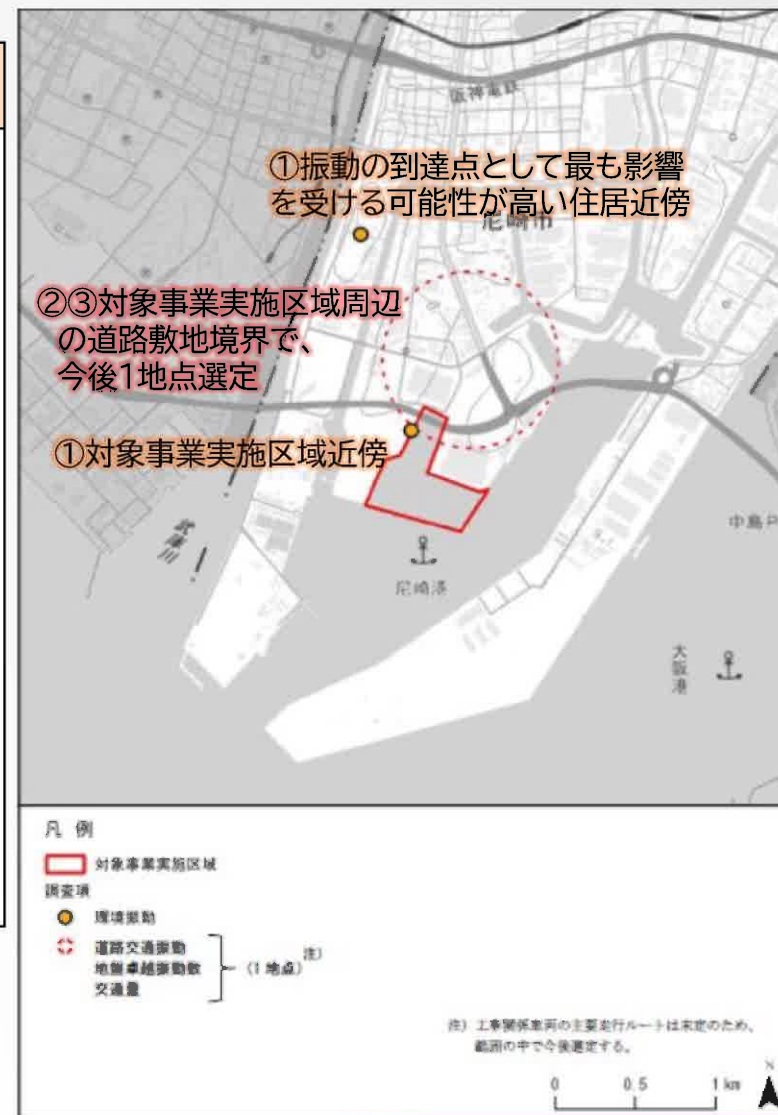 阪神電鉄
①振動の到達点として最も影響
を受ける可能性が高い住居近傍
尼崎市
②③対象事業実施区域周辺
の道路敷地境界で、
今後1地点選定
①対象事業実施区域近傍
武庫川
中島
尼崎港
大阪港
凡 例
対象事業実施区域
調査項
環境振動
道路交通振動
地盤卓越振動数
交通量
(1地点)
注)
注) 工事関係車両の主要走行ルートは未定のため、
範囲の中で今後選定する。
N
0 0.5 1 km